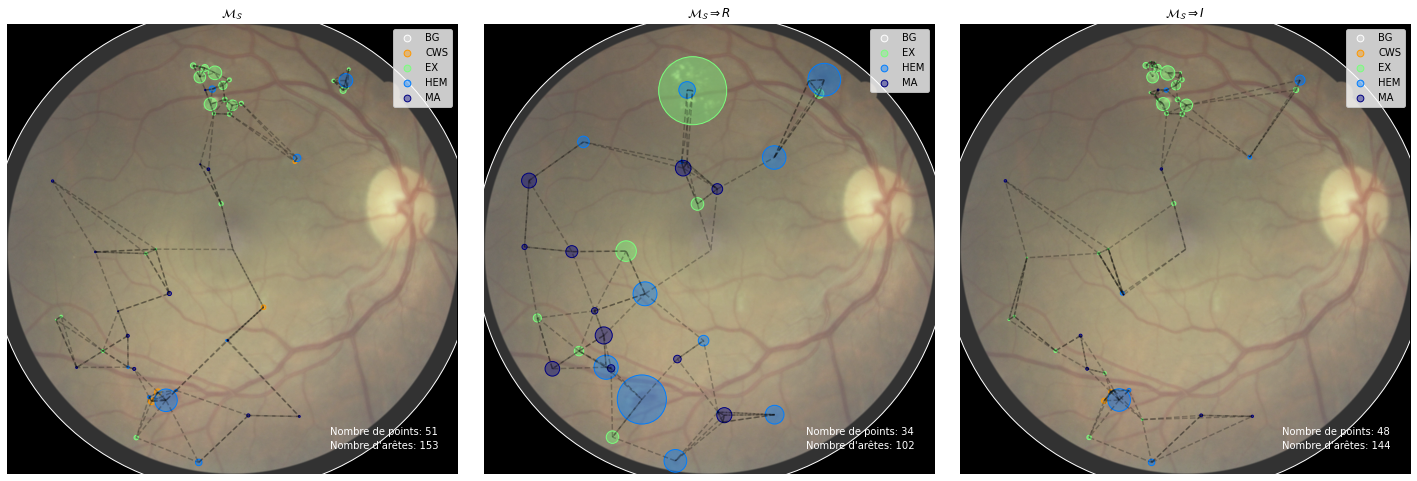 ℳ_𝒮
BG
CWS
EX
HEM
MA
Nombre de points: 51
Nombre d'arêtes: 153
ℳ_𝒮 ⇒ R
BG
EX
HEM
MA
Nombre de points: 34
Nombre d'arêtes: 102
ℳ_𝒮 ⇒ I
BG
CWS
EX
HEM
MA
Nombre de points: 48
Nombre d'arêtes: 144